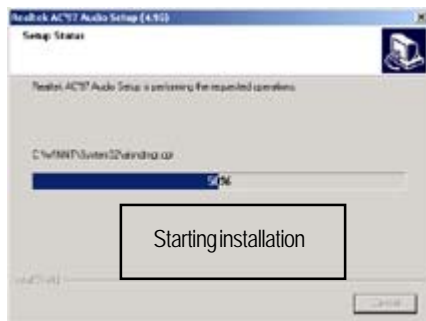 Realtek AC'97 Audio Setup (4.95)
Setup Status
Realtek AC'97 Audio Setup is performing the requested operations.
50%
Starting installation
Cancel